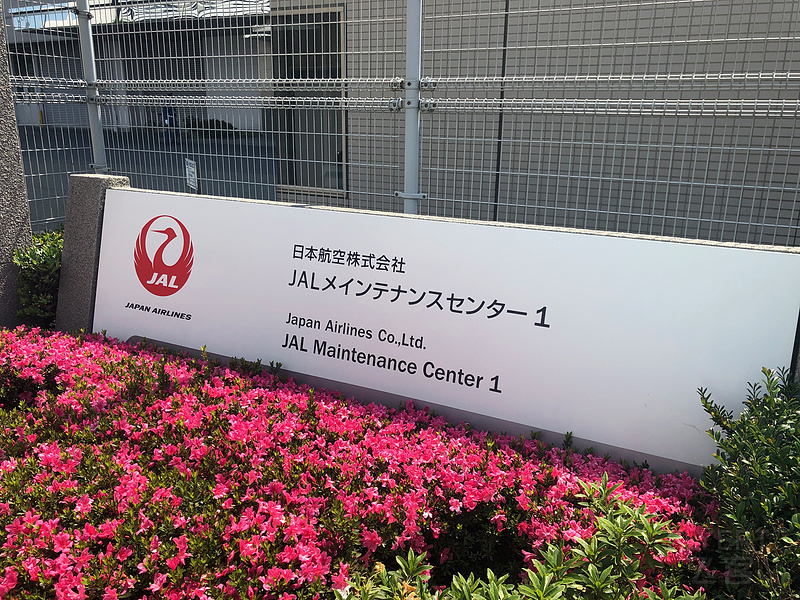 JAL
JAPAN AIRLINES
日本航空株式会社
JALメインテナンスセンター 1
Japan Airlines Co.,Ltd.
JAL Maintenance Center 1